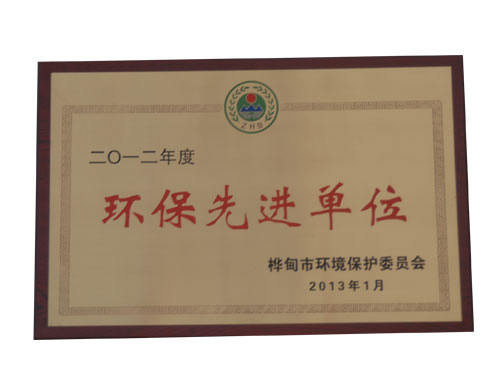 ZHB
二〇一二年度
环保先进单位
桦甸市环境保护委员会
2013年1月